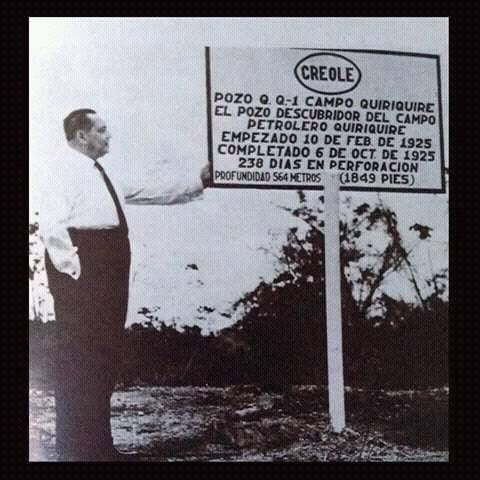 CREOLE
POZO Q.Q.-1 CAMPO QUIRIQUIRE
EL POZO DESCUBRIDOR DEL CAMPO
PETROLERO QUIRIQUIRE
EMPEZADO 10 DE FEB. DE 1925
COMPLETADO 6 DE OCT. DE 1925
238 DIAS EN PERFORACION
PROFUNDIDAD 564 METROS (1849 PIES)